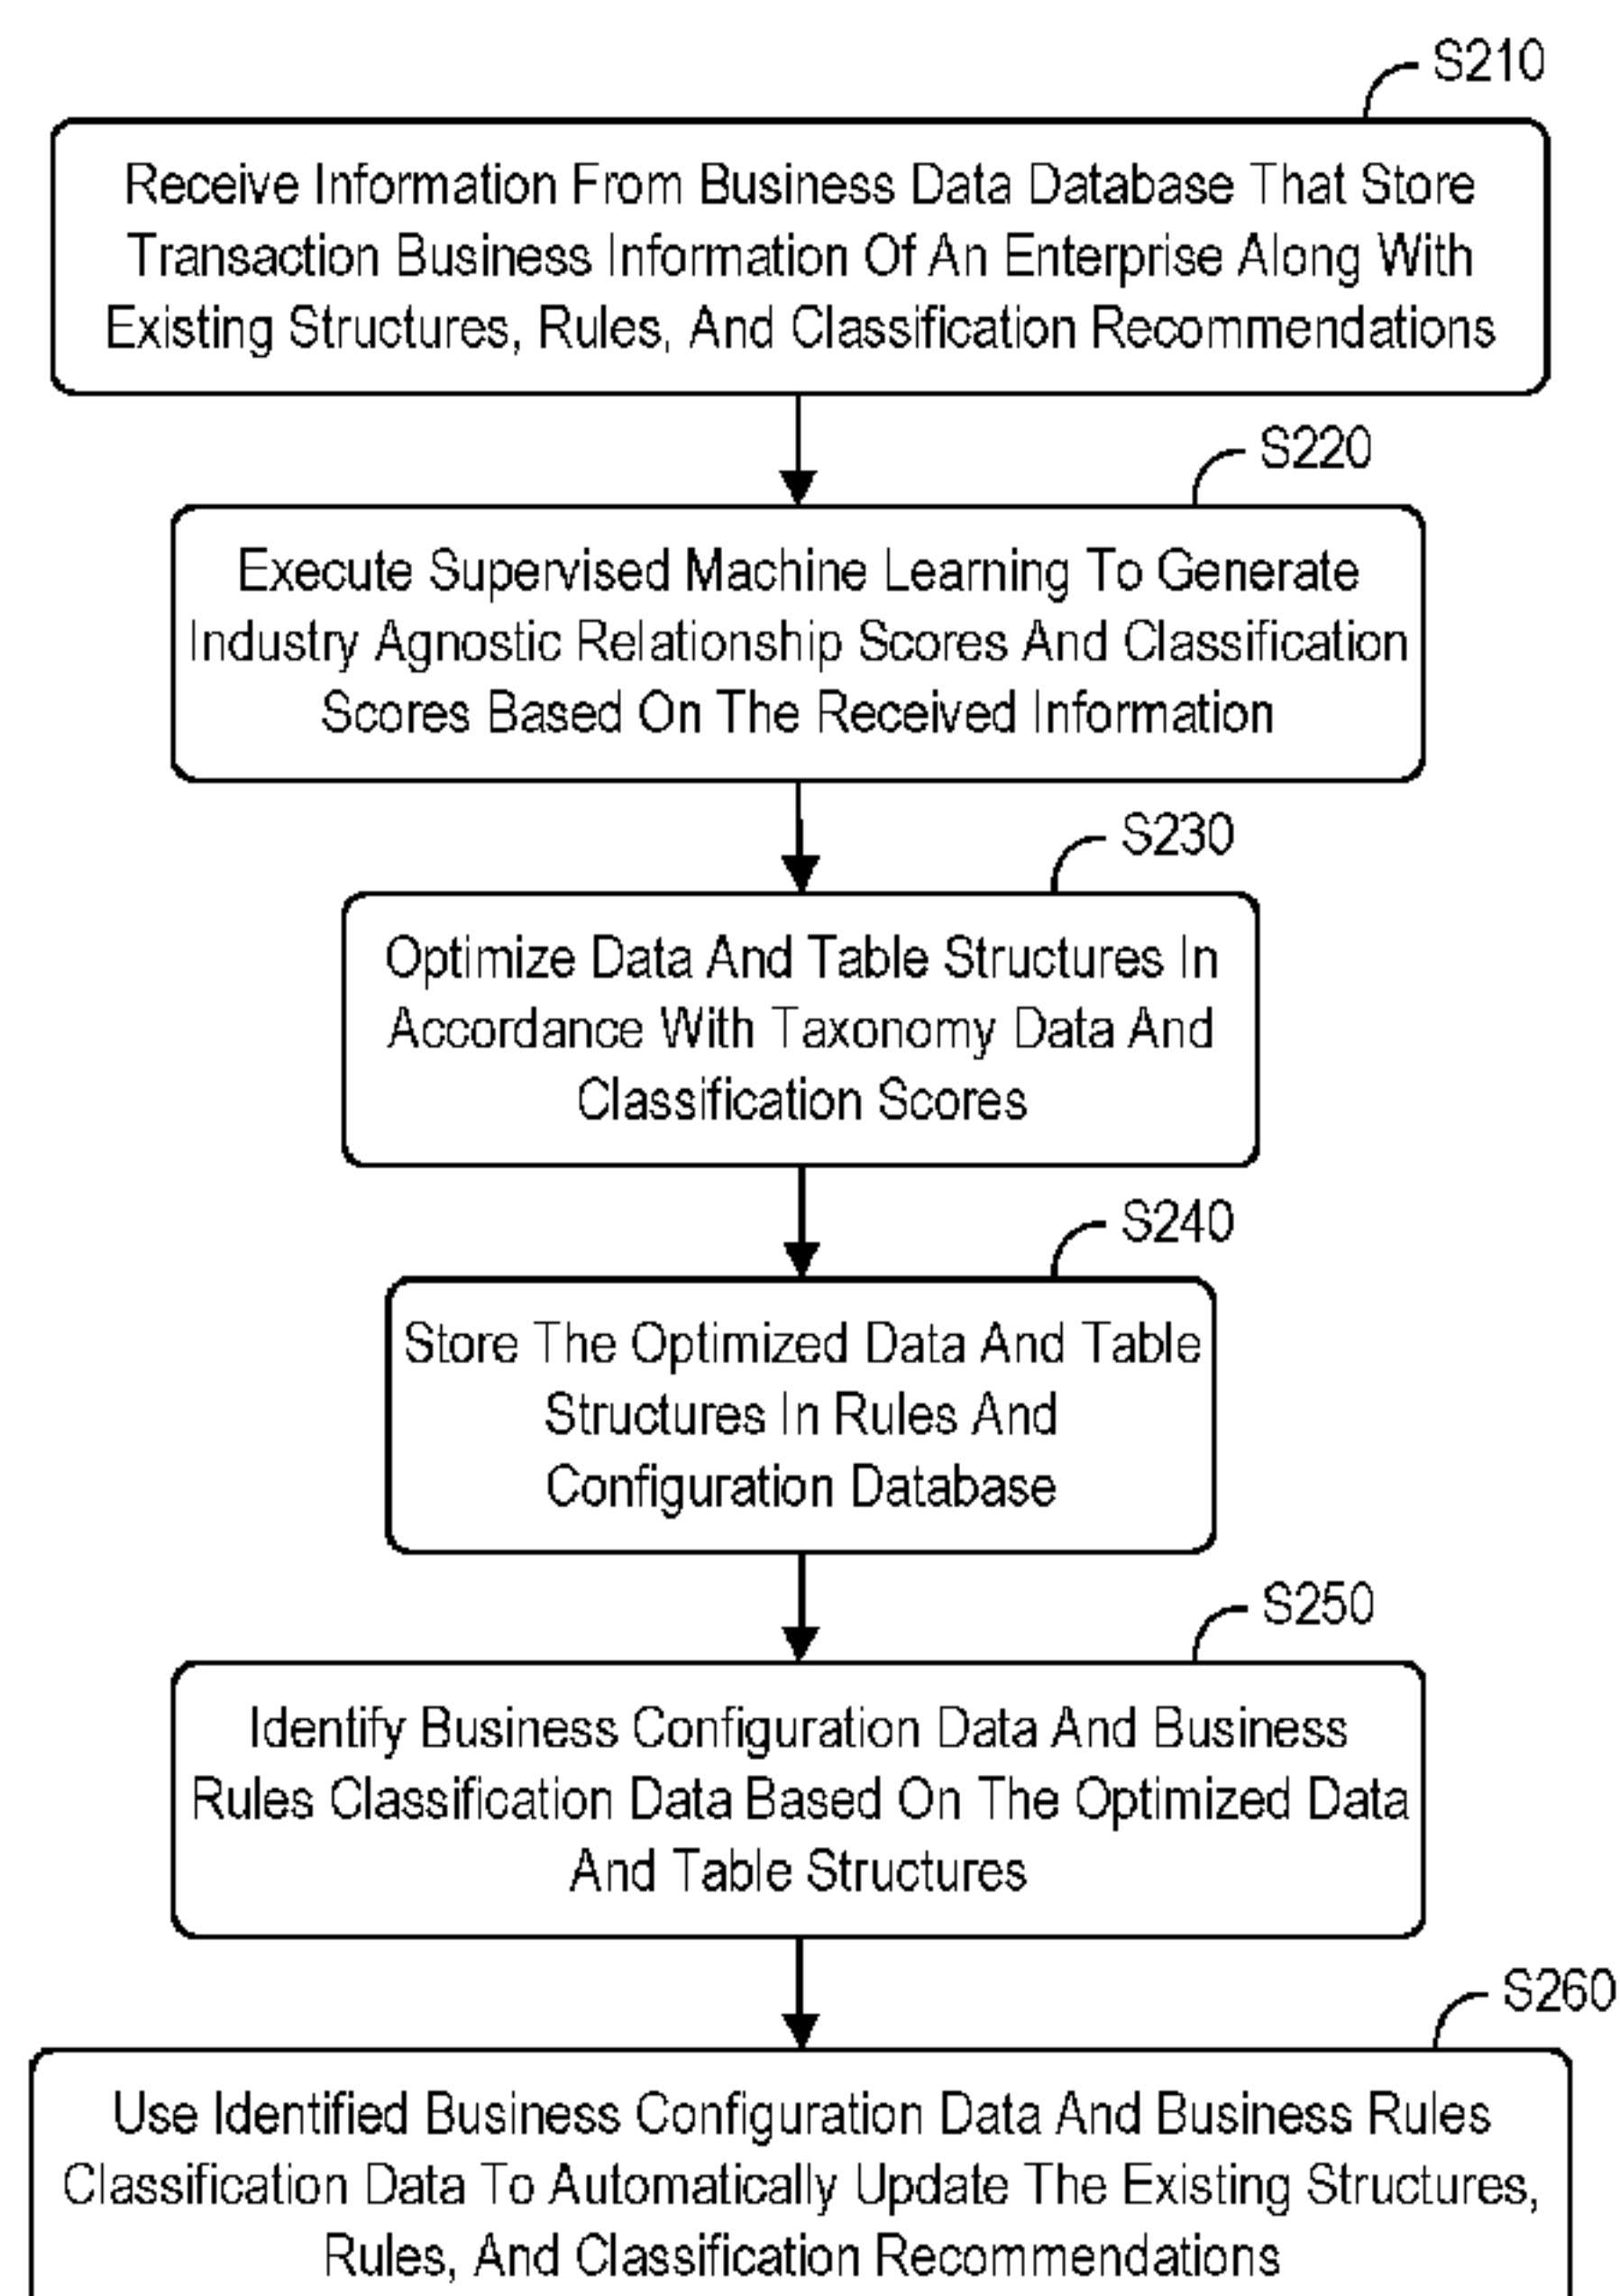 S210
Receive Information From Business Data Database That Store
Transaction Business Information Of An Enterprise Along With
Existing Structures, Rules, And Classification Recommendations
S220
Execute Supervised Machine Learning To Generate
Industry Agnostic Relationship Scores And Classification
Scores Based On The Received Information
S230
Optimize Data And Table Structures In
Accordance With Taxonomy Data And
Classification Scores
S240
Store The Optimized Data And Table
Structures In Rules And
Configuration Database
S250
Identify Business Configuration Data And Business
Rules Classification Data Based On The Optimized Data
And Table Structures
S260
Use Identified Business Configuration Data And Business Rules
Classification Data To Automatically Update The Existing Structures,
Rules, And Classification Recommendations